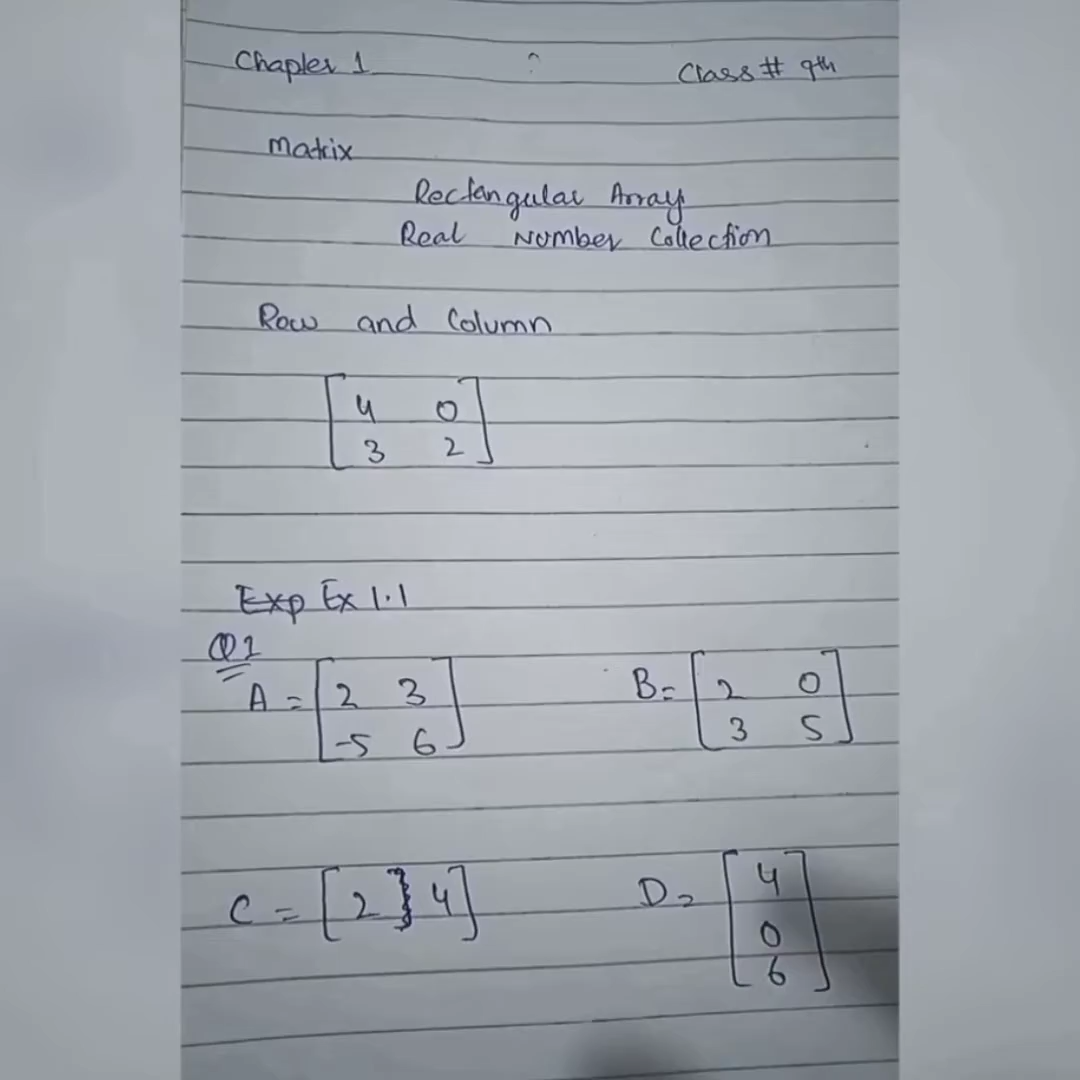 Chapter 1 Class # 9th
Matrix
Rectangular Array
Real Number Collection
Row and Column
[4 0
3 2]
Exp Ex 1.1
Q1
A = [2 3
-5 6]
B = [2 0
3 5]
C = [2 4]
D = [4
0
6]